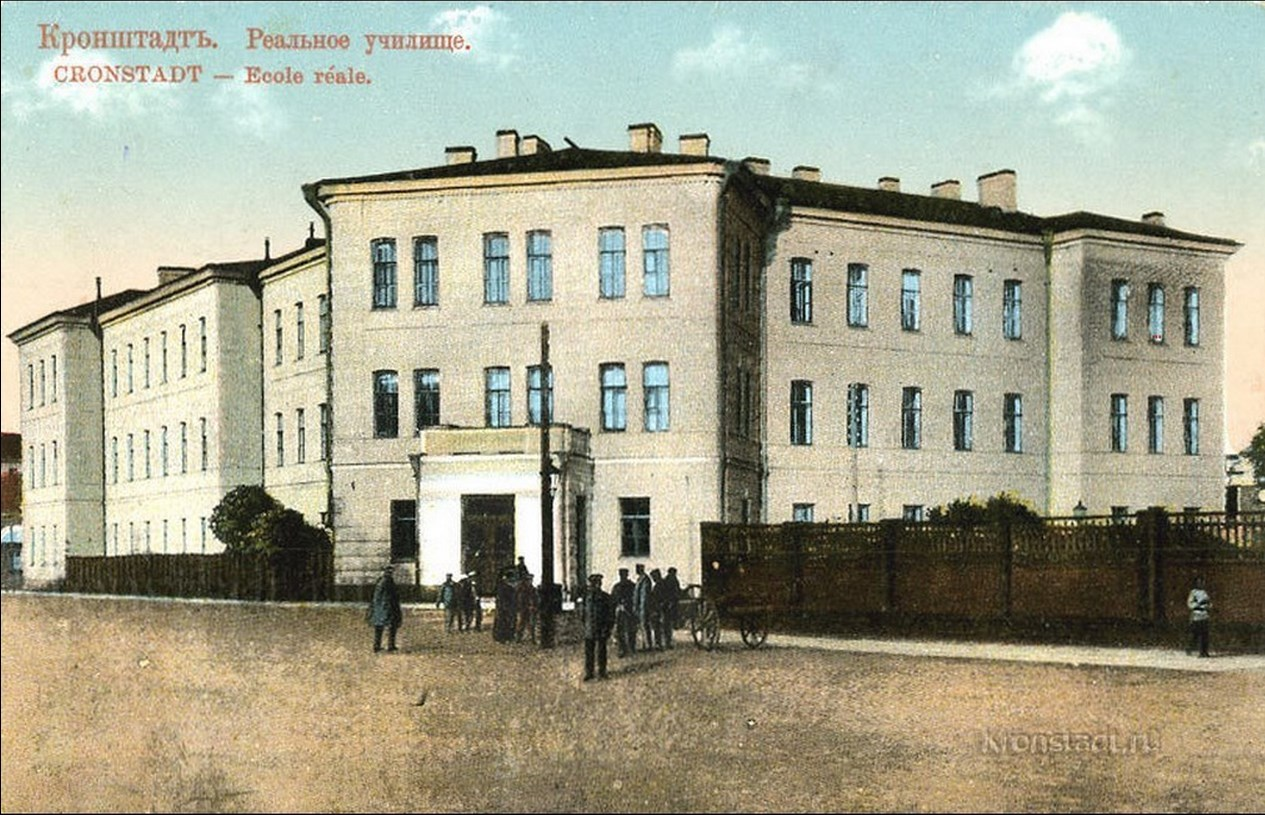 Кронштадтъ. Реальное училище.
CRONSTADT — Ecole réale.
Kronstadt.ru